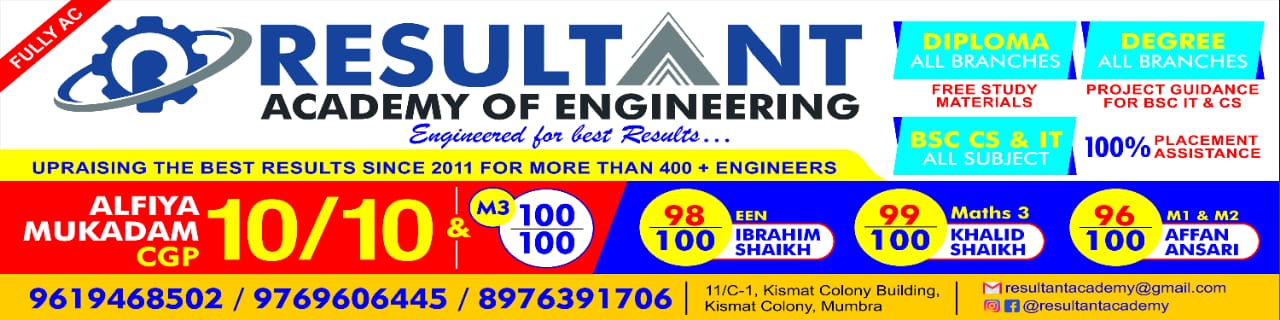 FULLY AC
RESULTANT
ACADEMY OF ENGINEERING
Engineered for best Results...
UPRAISING THE BEST RESULTS SINCE 2011 FOR MORE THAN 400 + ENGINEERS
DIPLOMA
ALL BRANCHES
FREE STUDY
MATERIALS
DEGREE
ALL BRANCHES
PROJECT GUIDANCE
FOR BSC IT & CS
BSC CS & IT
ALL SUBJECT
100% PLACEMENT
ASSISTANCE
ALFIYA
MUKADAM
CGP
10/10
&
M3
100
100
98
100
EEN
IBRAHIM
SHAIKH
99
100
Maths 3
KHALID
SHAIKH
96
100
M1 & M2
AFFAN
ANSARI
9619468502 / 9769606445 / 8976391706
11/C-1, Kismat Colony Building,
Kismat Colony, Mumbra
resultantacademy@gmail.com
@resultantacademy